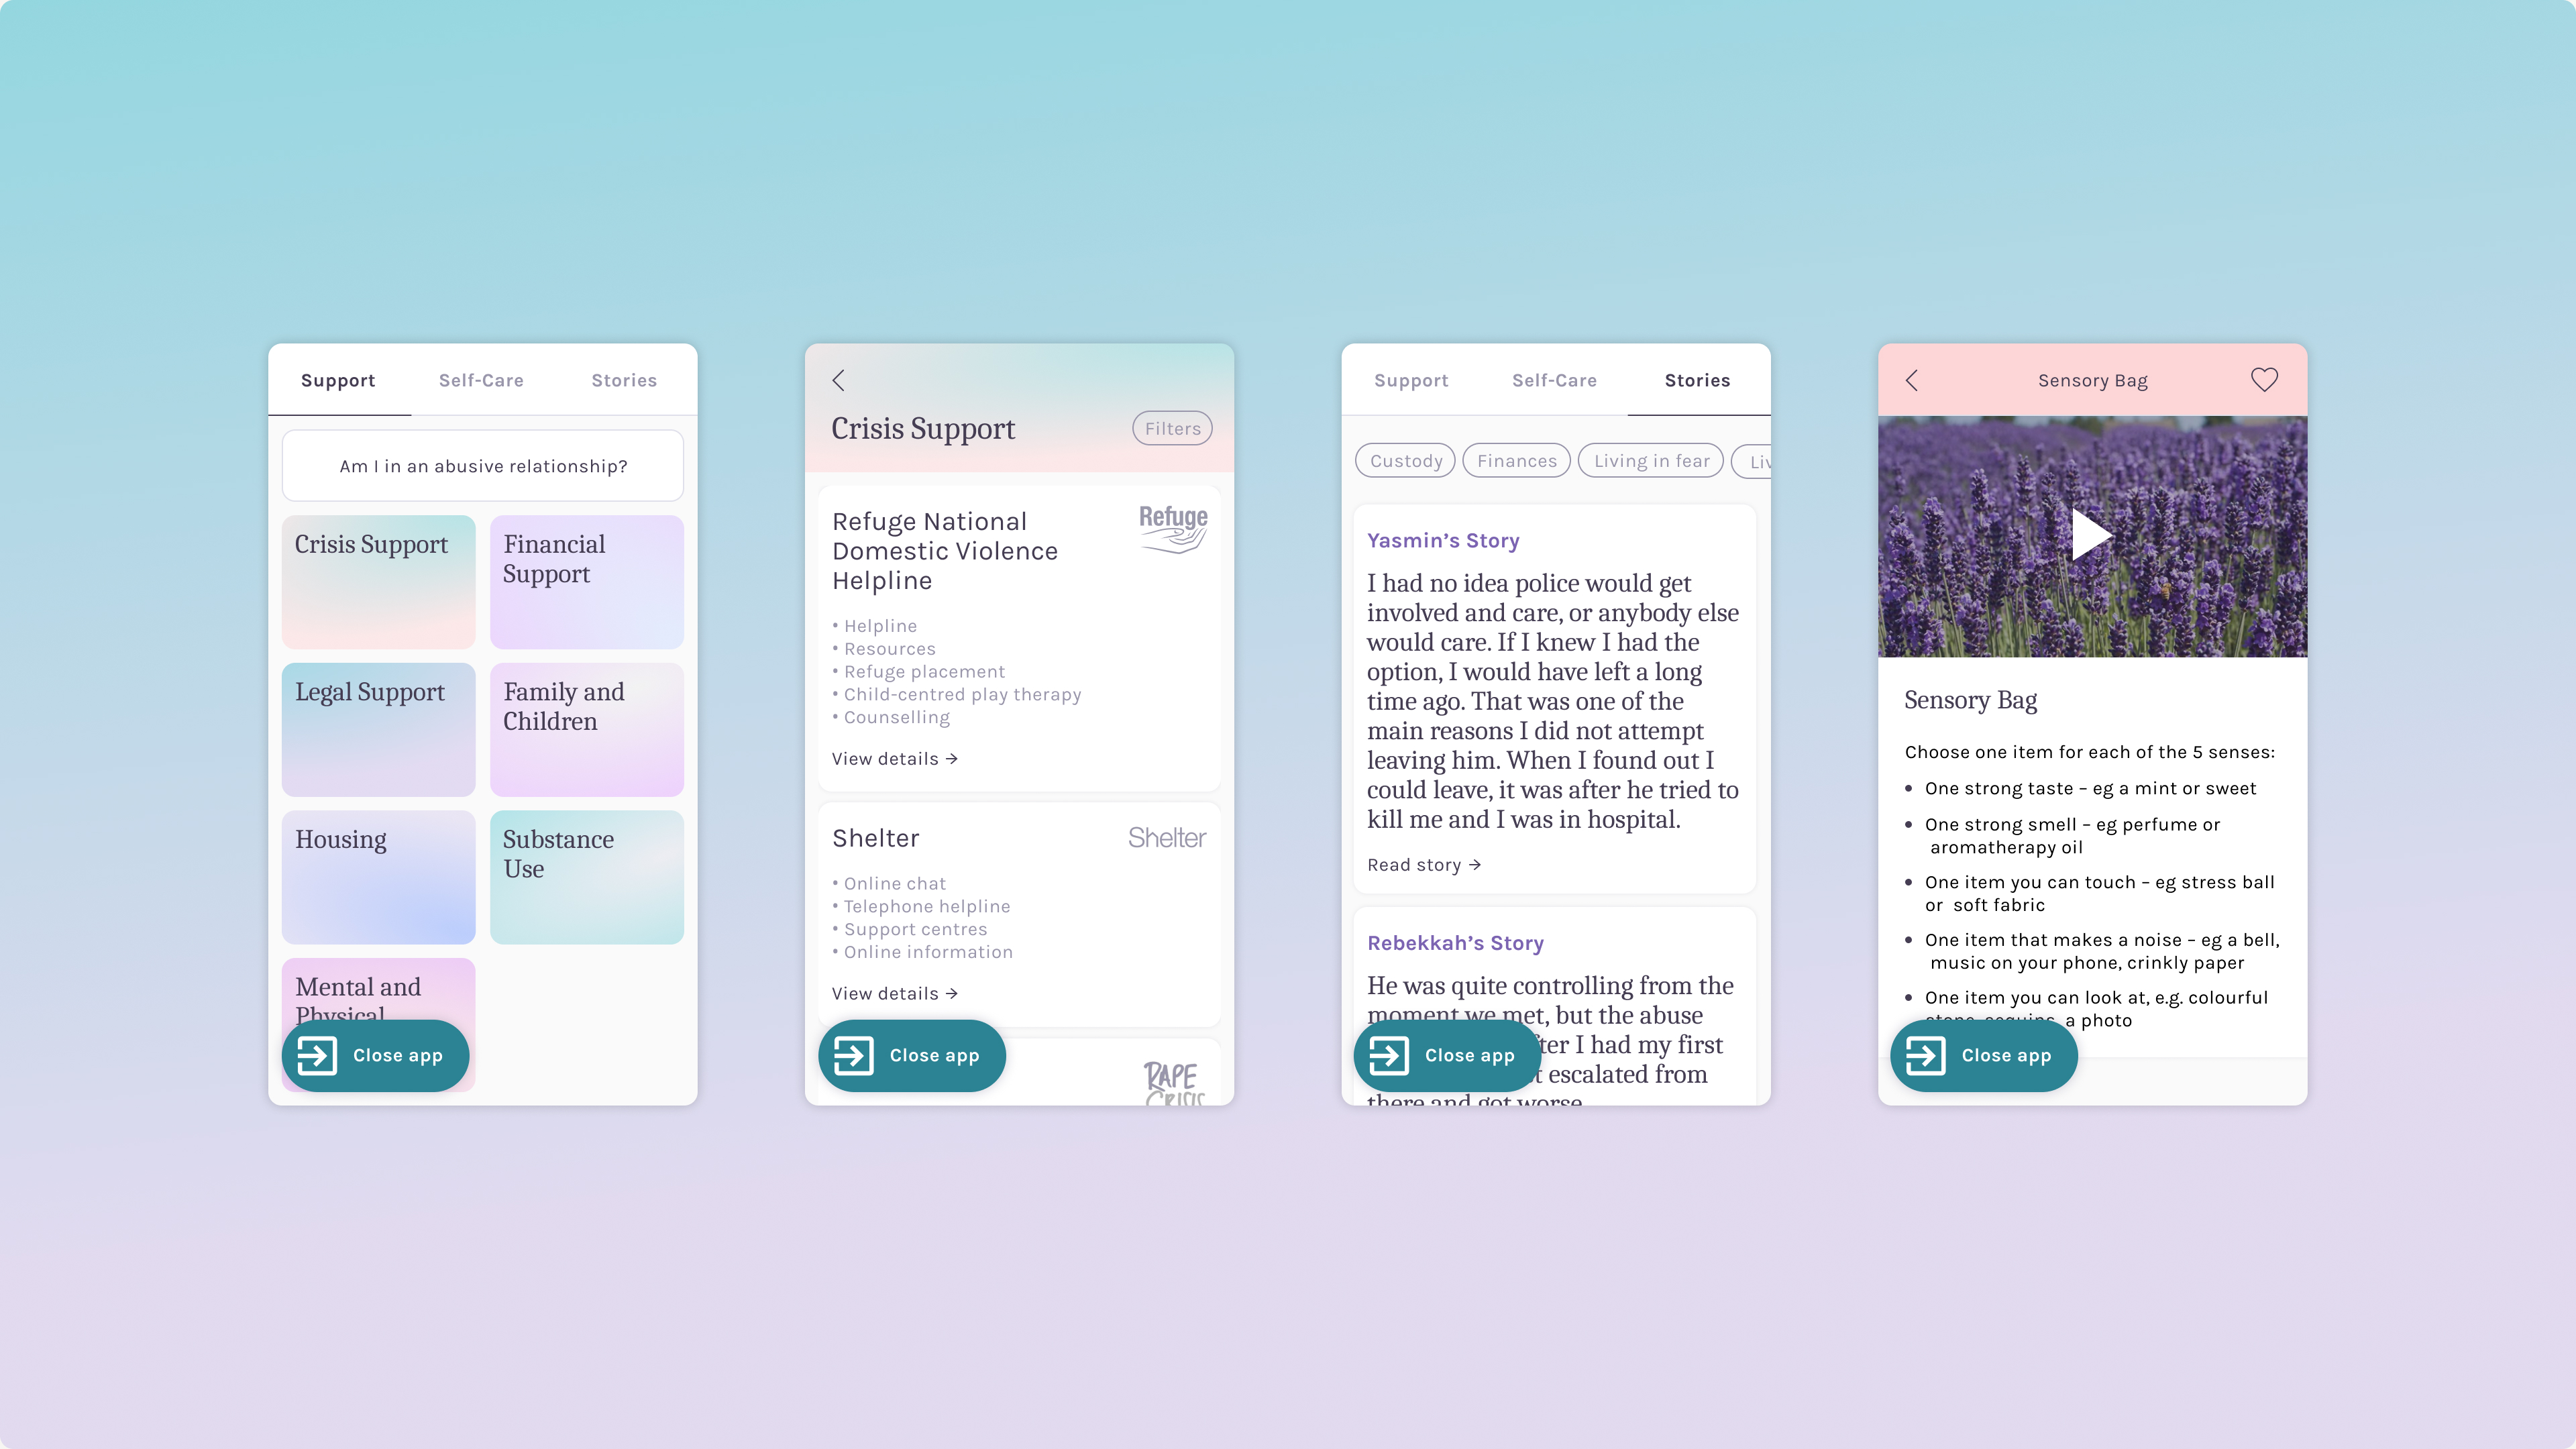 Support
Self-Care
Stories
Am I in an abusive relationship?
Crisis Support
Financial
Support
Legal Support
Family and
Children
Housing
Substance
Use
Mental and
Physical
Close app
Crisis Support
Filters
Refuge National
Domestic Violence
Helpline
Refuge
• Helpline
• Resources
• Refuge placement
• Child-centred play therapy
• Counselling
View details →
Shelter
Shelter
• Online chat
• Telephone helpline
• Support centres
• Online information
View details →
RAPE
CRISIS
Close app
Support
Self-Care
Stories
Custody
Finances
Living in fear
Liv
Yasmin’s Story
I had no idea police would get
involved and care, or anybody else
would care. If I knew I had the
option, I would have left a long
time ago. That was one of the
main reasons I did not attempt
leaving him. When I found out I
could leave, it was after he tried to
kill me and I was in hospital.
Read story →
Rebekkah’s Story
He was quite controlling from the
moment we met, but the abuse
I had my first
escalated from
there and got worse
Close app
Sensory Bag
Sensory Bag
Choose one item for each of the 5 senses:
• One strong taste – eg a mint or sweet
• One strong smell – eg perfume or
aromatherapy oil
• One item you can touch – eg stress ball
or soft fabric
• One item that makes a noise – eg a bell,
music on your phone, crinkly paper
• One item you can look at, e.g. colourful
a photo
Close app